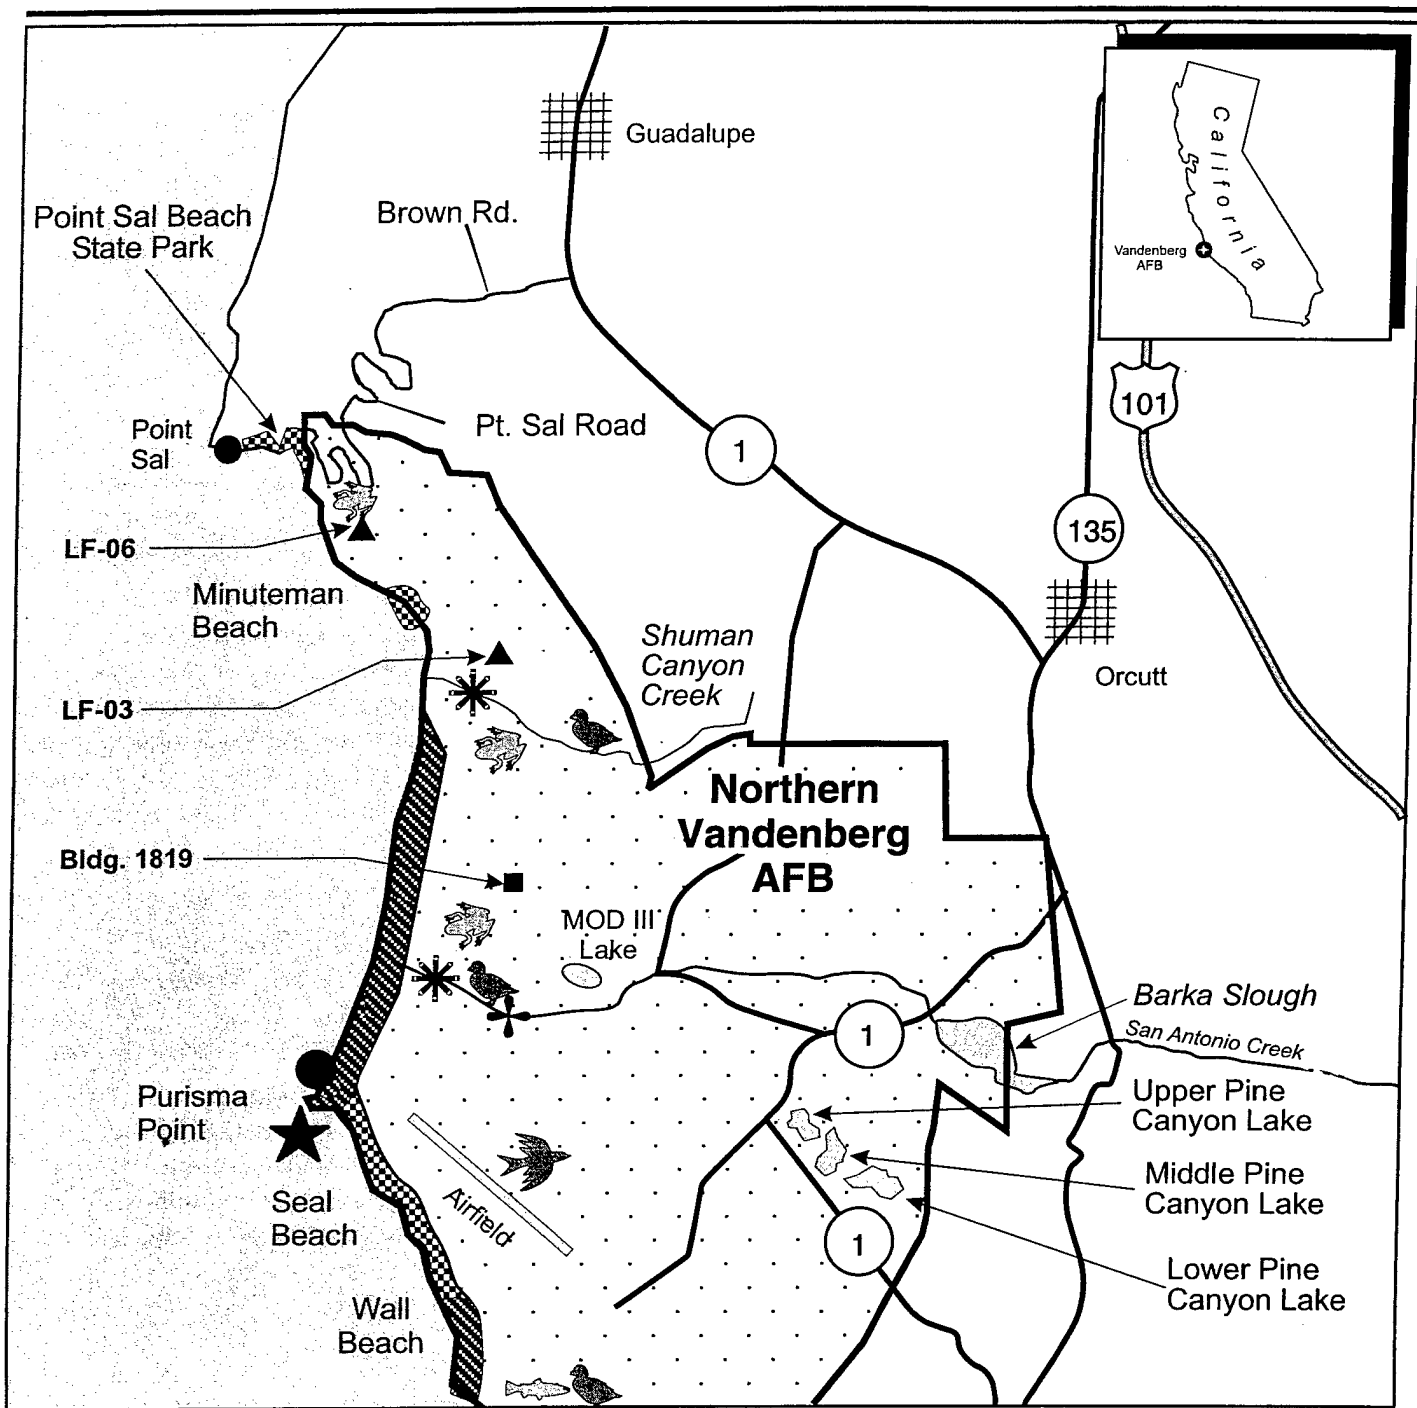 Guadalupe
California
Vandenberg
AFB
Point Sal Beach
State Park
Brown Rd.
101
Point
Sal
Pt. Sal Road
1
135
LF-06
Minuteman
Beach
Shuman
Canyon
Creek
Orcutt
LF-03
Northern
Vandenberg
AFB
Bldg. 1819
MOD III
Lake
Barka Slough
San Antonio Creek
1
Purisma
Point
Upper Pine
Canyon Lake
Middle Pine
Canyon Lake
Seal
Beach
Airfield
1
Lower Pine
Canyon Lake
Wall
Beach